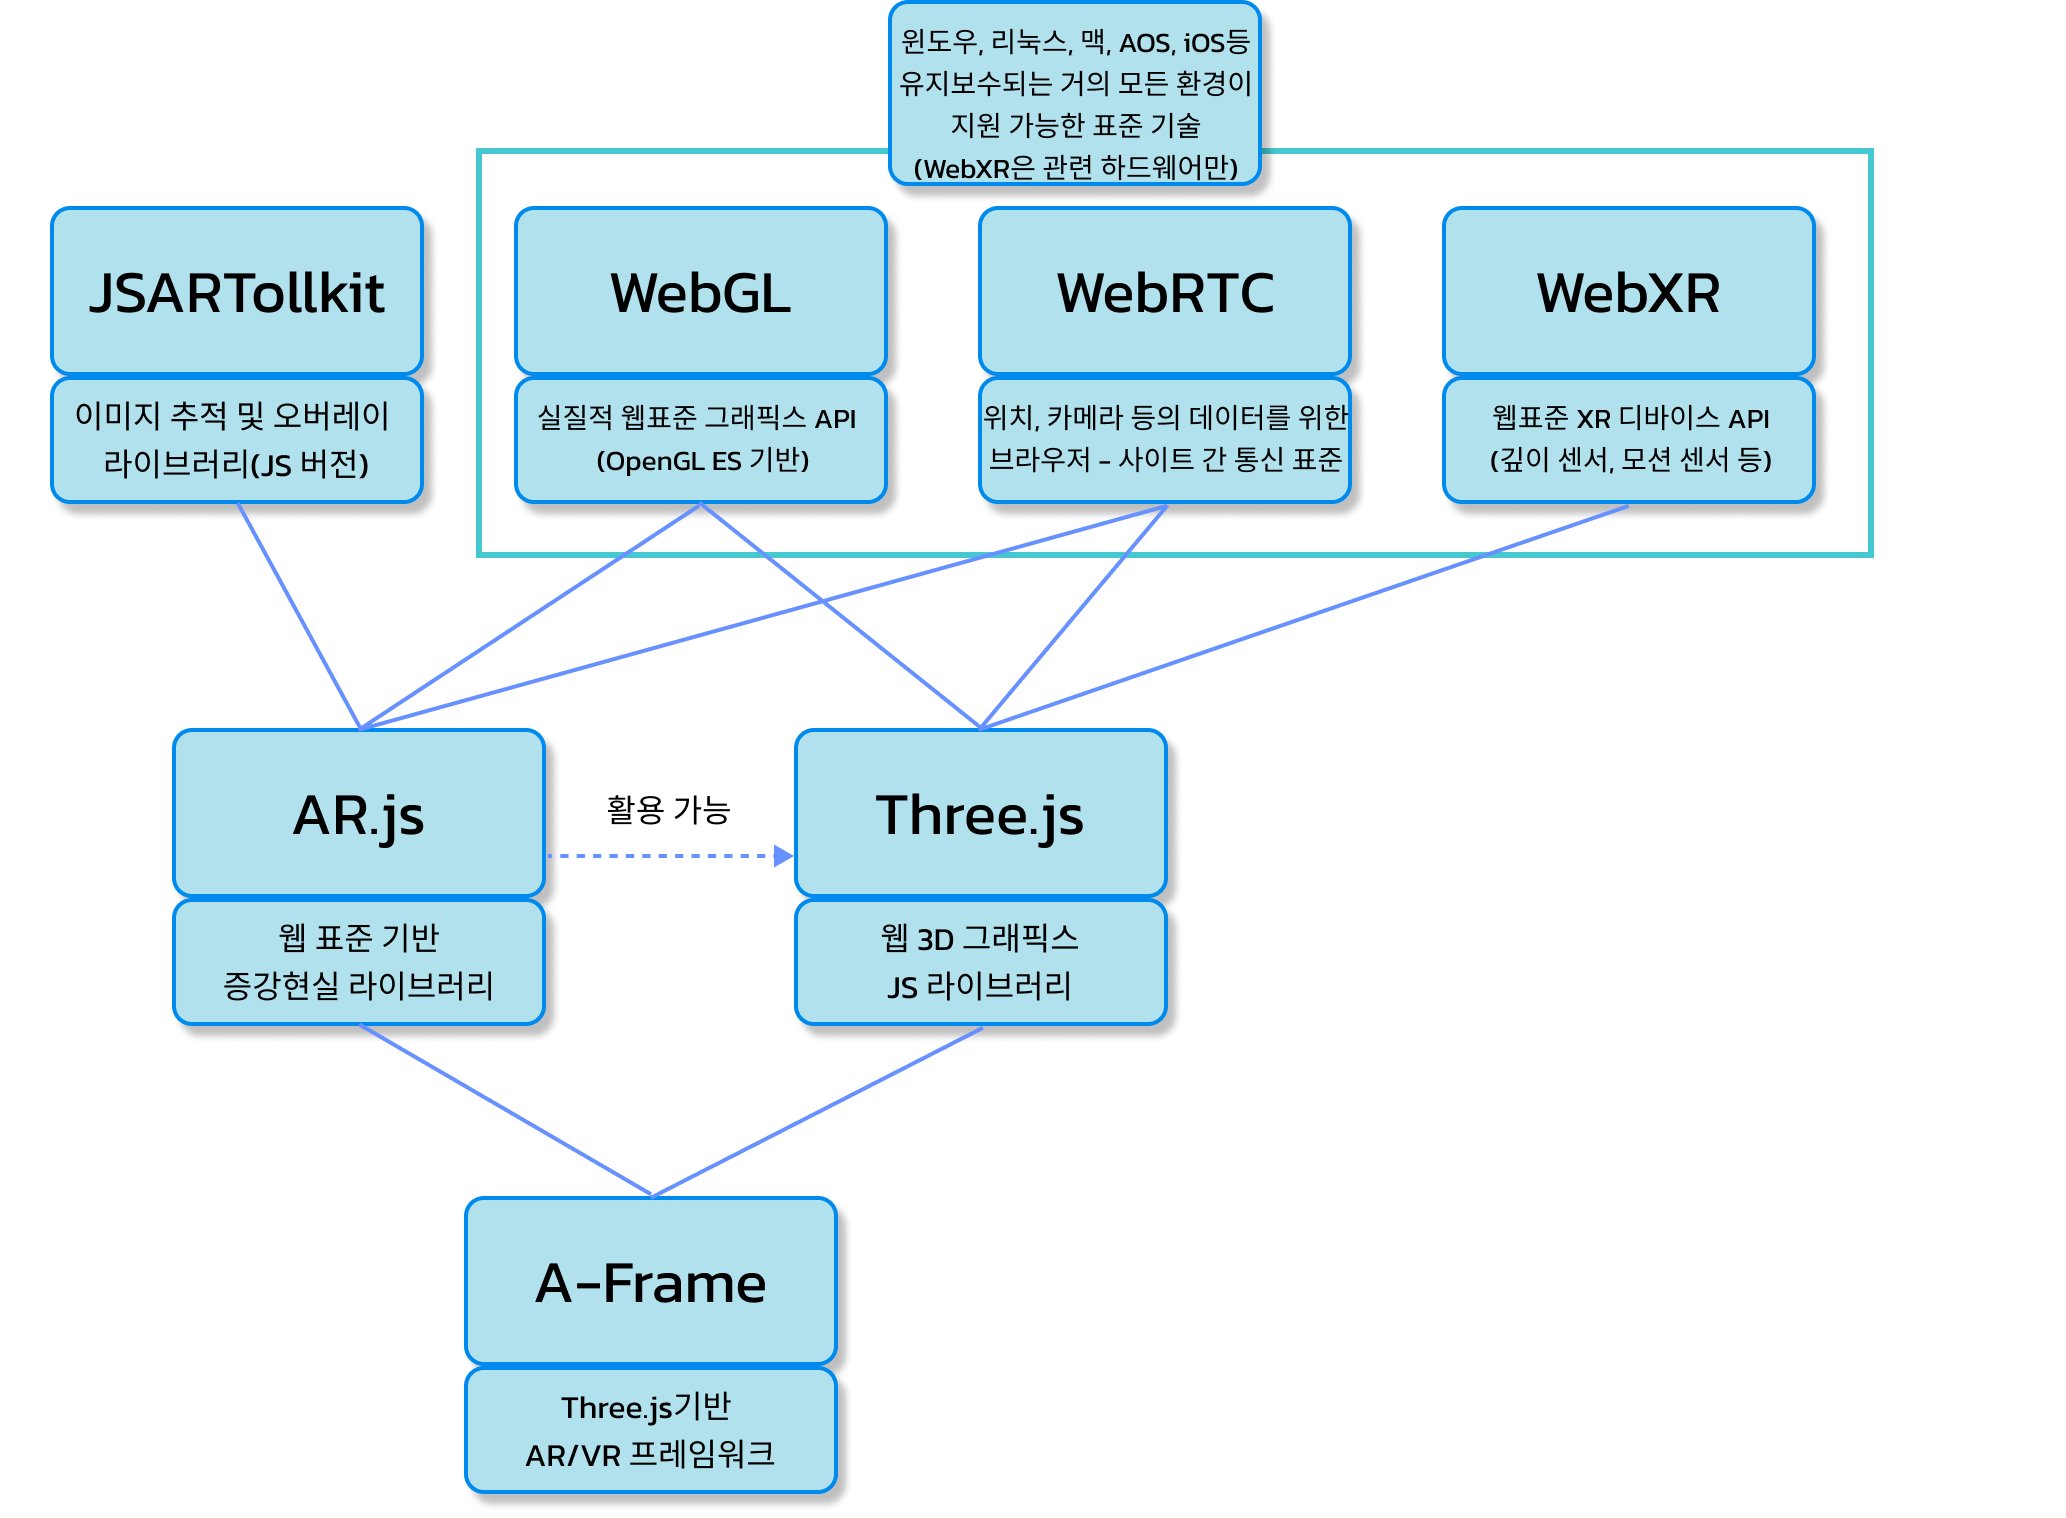 윈도우, 리눅스, 맥, AOS, iOS등
유지보수되는 거의 모든 환경이
지원 가능한 표준 기술
(WebXR은 관련 하드웨어만)
JSARTollkit
이미지 추적 및 오버레이
라이브러리(JS 버전)
WebGL
실질적 웹표준 그래픽스 API
(OpenGL ES 기반)
WebRTC
위치, 카메라 등의 데이터를 위한
브라우저 - 사이트 간 통신 표준
WebXR
웹표준 XR 디바이스 API
(깊이 센서, 모션 센서 등)
AR.js
웹 표준 기반
증강현실 라이브러리
활용 가능
Three.js
웹 3D 그래픽스
JS 라이브러리
A-Frame
Three.js기반
AR/VR 프레임워크